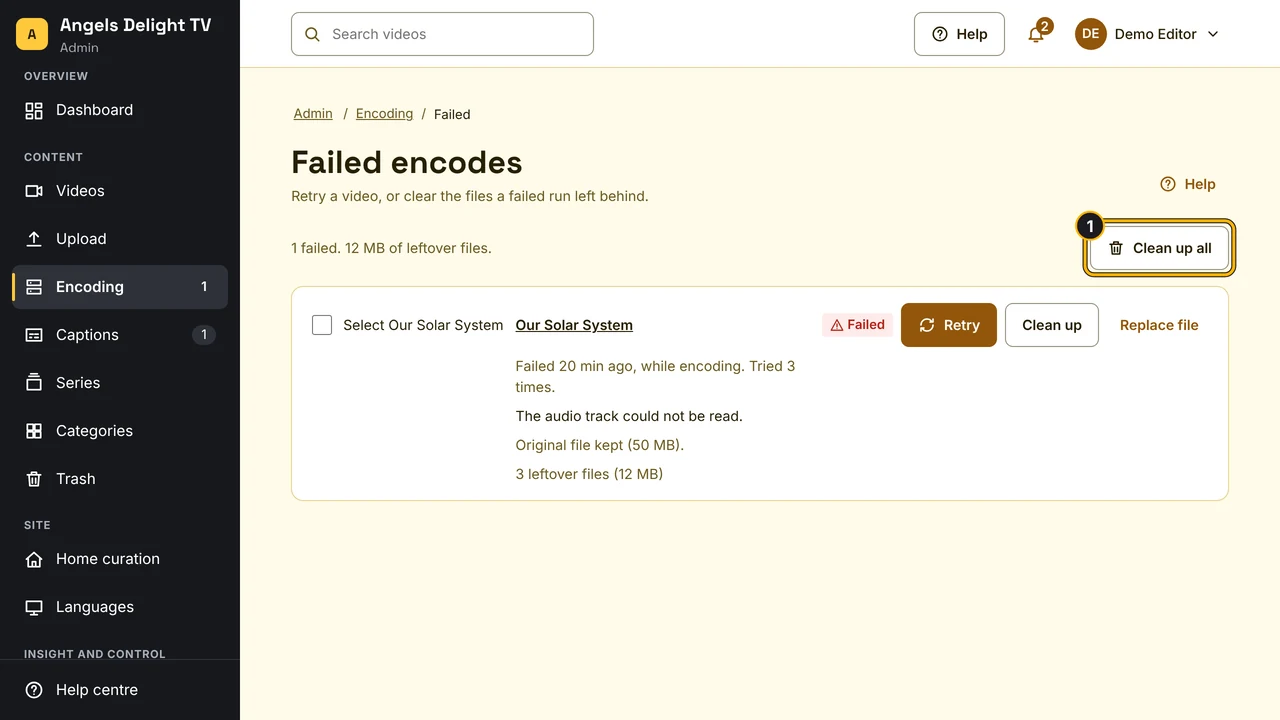 A
Angels Delight TV
Admin
OVERVIEW
Dashboard
CONTENT
Videos
Upload
Encoding 1
Captions 1
Series
Categories
Trash
SITE
Home curation
Languages
INSIGHT AND CONTROL
Help centre
Search videos
Help
2
DE Demo Editor
Admin / Encoding / Failed
Failed encodes
Retry a video, or clear the files a failed run left behind.
Help
1 failed. 12 MB of leftover files.
1
Clean up all
Select Our Solar System Our Solar System Failed Retry Clean up Replace file
Failed 20 min ago, while encoding. Tried 3
times.
The audio track could not be read.
Original file kept (50 MB).
3 leftover files (12 MB)